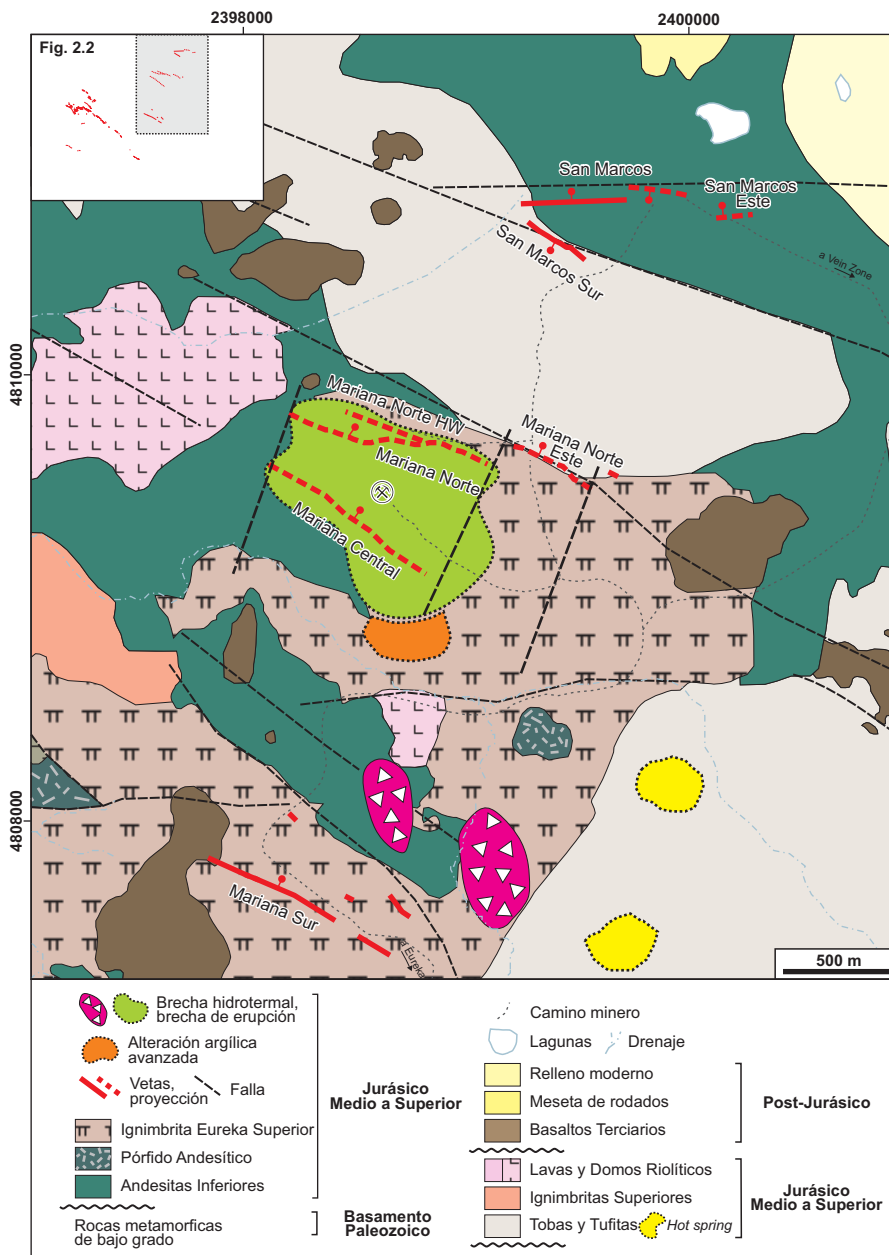 2398000
2400000
Fig. 2.2
San Marcos
San Marcos
Este
San Marcos Sur
a Vein Zone
4810000
Mariana Norte HW
Mariana Norte
Este
Mariana Norte
Mariana Central
4808000
Mariana Sur
a Eureka
500 m
Brecha hidrotermal,
brecha de erupción
Alteración argílica
avanzada
Vetas,
proyección
Falla
Ignimbrita Eureka Superior
Pórfido Andesítico
Andesitas Inferiores
Jurásico
Medio a Superior
Rocas metamorficas
de bajo grado
Basamento
Paleozoico
Camino minero
Lagunas
Drenaje
Relleno moderno
Meseta de rodados
Basaltos Terciarios
Post-Jurásico
Lavas y Domos Riolíticos
Ignimbritas Superiores
Tobas y Tufitas
Hot spring
Jurásico
Medio a Superior